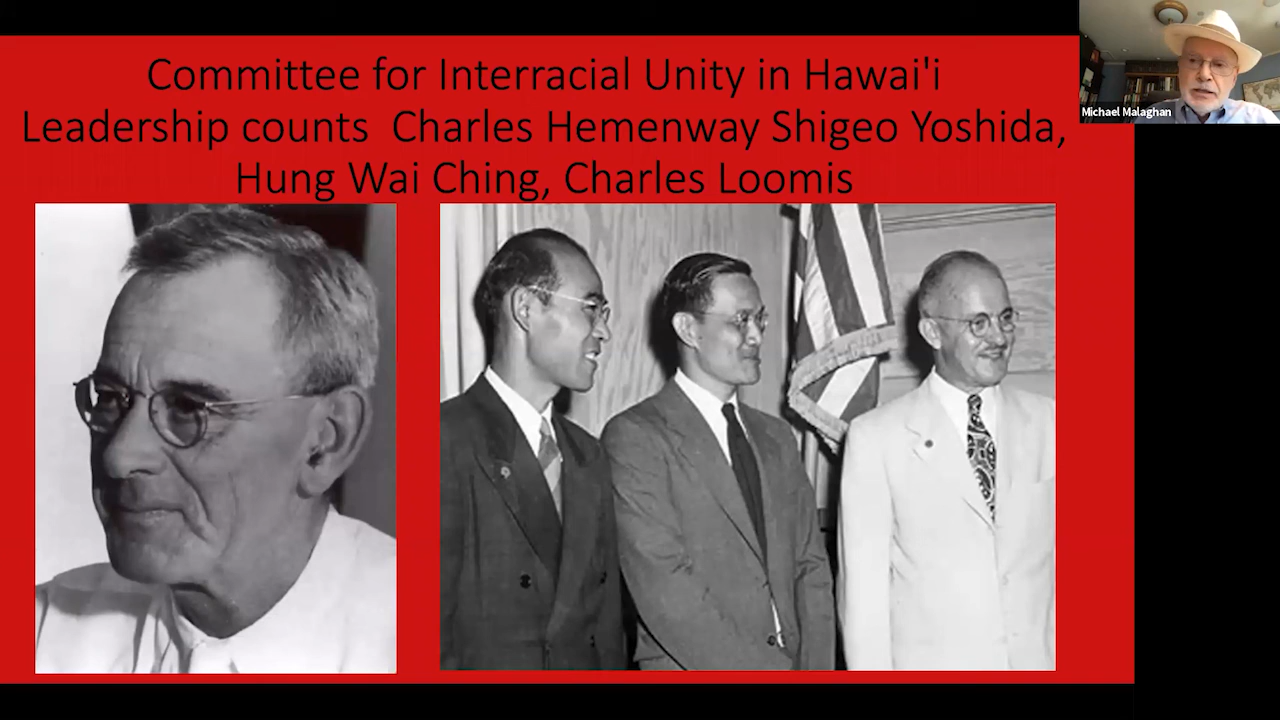 Committee for Interracial Unity in Hawai'i
Leadership counts  Charles Hemenway Shigeo Yoshida,
Hung Wai Ching, Charles Loomis
Michael Malaghan